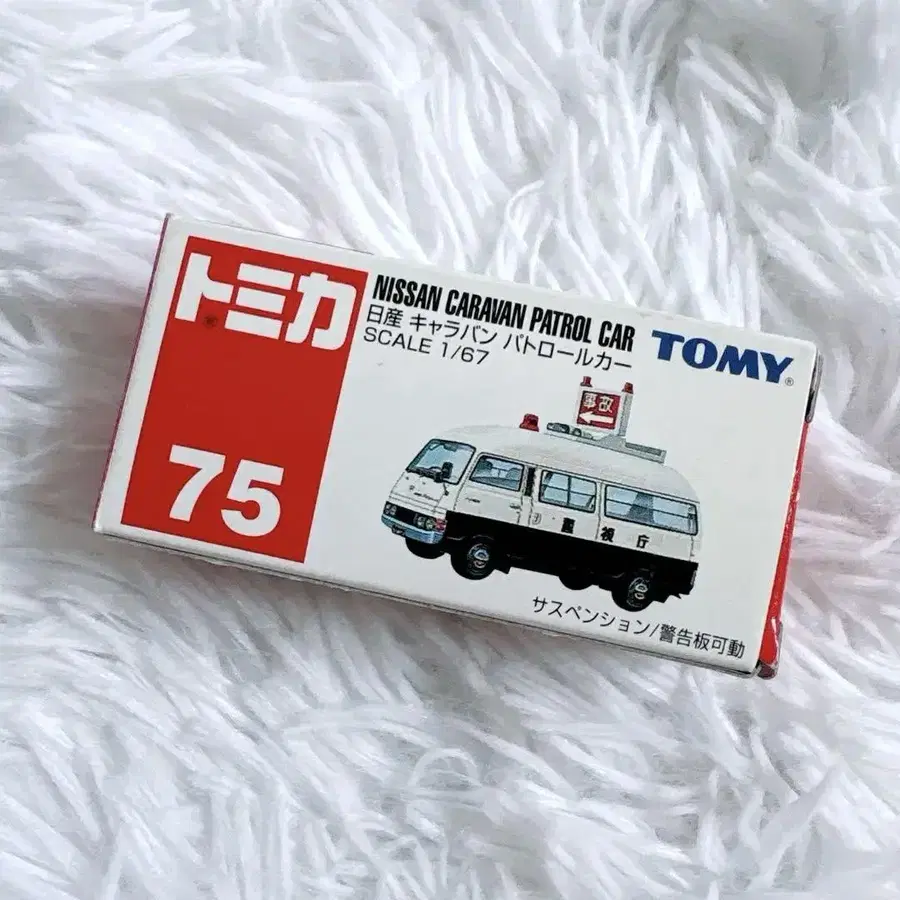 トミカ
75
NISSAN CARAVAN PATROL CAR
日産 キャラバン パトロールカー
SCALE 1/67
TOMY®
事故
警視庁
サスペンション/警告板可動